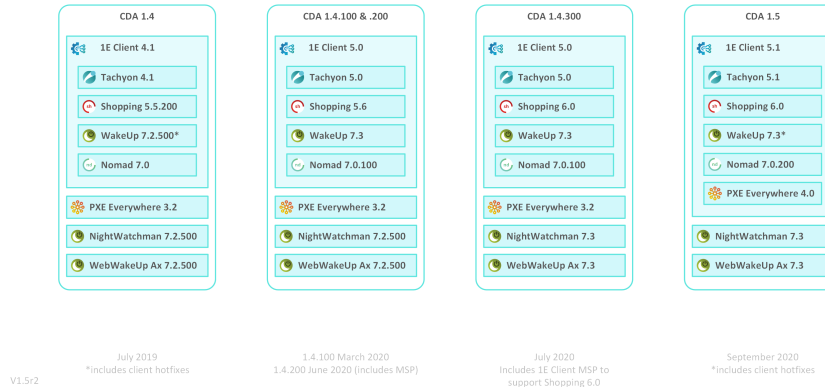 CDA 1.4
1E Client 4.1
Tachyon 4.1
Shopping 5.5.200
WakeUp 7.2.500*
Nomad 7.0
PXE Everywhere 3.2
NightWatchman 7.2.500
WebWakeUp Ax 7.2.500
July 2019
*includes client hotfixes
CDA 1.4.100 & .200
1E Client 5.0
Tachyon 5.0
Shopping 5.6
WakeUp 7.3
Nomad 7.0.100
PXE Everywhere 3.2
NightWatchman 7.2.500
WebWakeUp Ax 7.2.500
1.4.100 March 2020
1.4.200 June 2020 (includes MSP)
CDA 1.4.300
1E Client 5.0
Tachyon 5.0
Shopping 6.0
WakeUp 7.3
Nomad 7.0.100
PXE Everywhere 3.2
NightWatchman 7.3
WebWakeUp Ax 7.3
July 2020
Includes 1E Client MSP to
support Shopping 6.0
CDA 1.5
1E Client 5.1
Tachyon 5.1
Shopping 6.0
WakeUp 7.3*
Nomad 7.0.200
PXE Everywhere 4.0
NightWatchman 7.3
WebWakeUp Ax 7.3
September 2020
*includes client hotfixes
V1.5r2